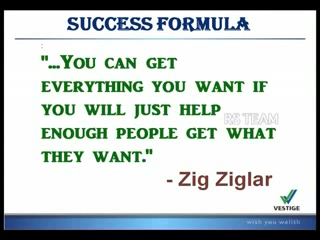 SUCCESS FORMULA
:
"...You can get
everything you want if
you will just help
RS TEAM
enough people get what
they want."
- Zig Ziglar
VESTIGE
wish you wellth